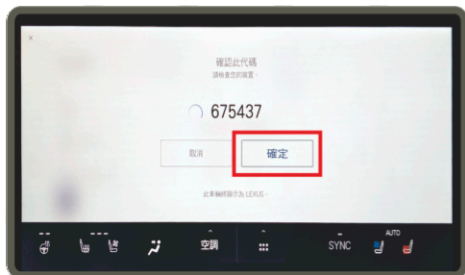 確認此代碼
請檢查您的裝置。
675437
取消
確定
此車輛將顯示為 LEXUS。
AUTO
空調
SYNC